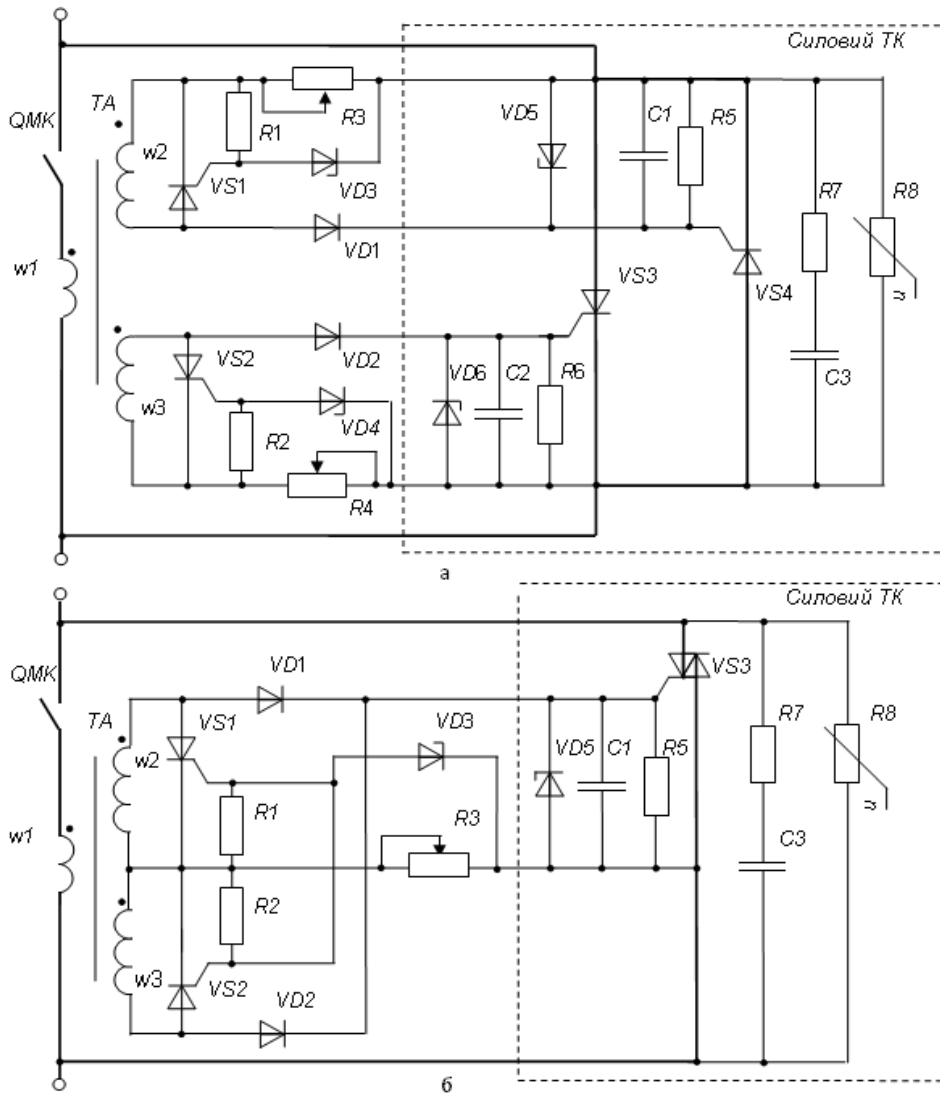 Силовий ТК
QMK
TA
w2
R1
R3
VD5
C1
R5
VS1
VD3
VD1
R7
R8
w1
VS3
VS4
u
w3
VS2
VD2
VD6
C2
R6
C3
R2
VD4
R4
а
Силовий ТК
QMK
VD1
VS3
TA
VS1
w2
VD3
VD5
C1
R5
R7
R8
w1
R1
R3
u
C3
R2
w3
VS2
VD2
б